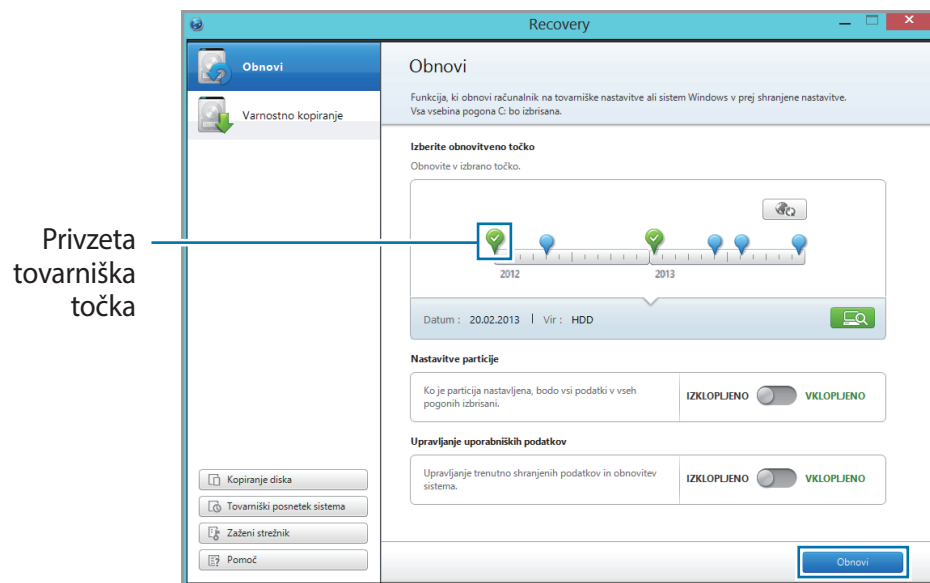 Recovery
Obnovi
Varnostno kopiranje
Obnovi
Funkcija, ki obnovi računalnik na tovarniške nastavitve ali sistem Windows v prej shranjene nastavitve.
Vsa vsebina pogona C: bo izbrisana.
Izberite obnovitveno točko
Obnovite v izbrano točko.
Privzeta
tovarniška
točka
2012
2013
Datum : 20.02.2013 | Vir : HDD
Nastavitve particije
Ko je particija nastavljena, bodo vsi podatki v vseh
pogonih izbrisani.
IZKLOPLJENO VKLOPLJENO
Upravljanje uporabniških podatkov
Upravljanje trenutno shranjenih podatkov in obnovitev
sistema.
IZKLOPLJENO VKLOPLJENO
Kopiranje diska
Tovarniški posnetek sistema
Zaženi strežnik
Pomoč
Obnovi